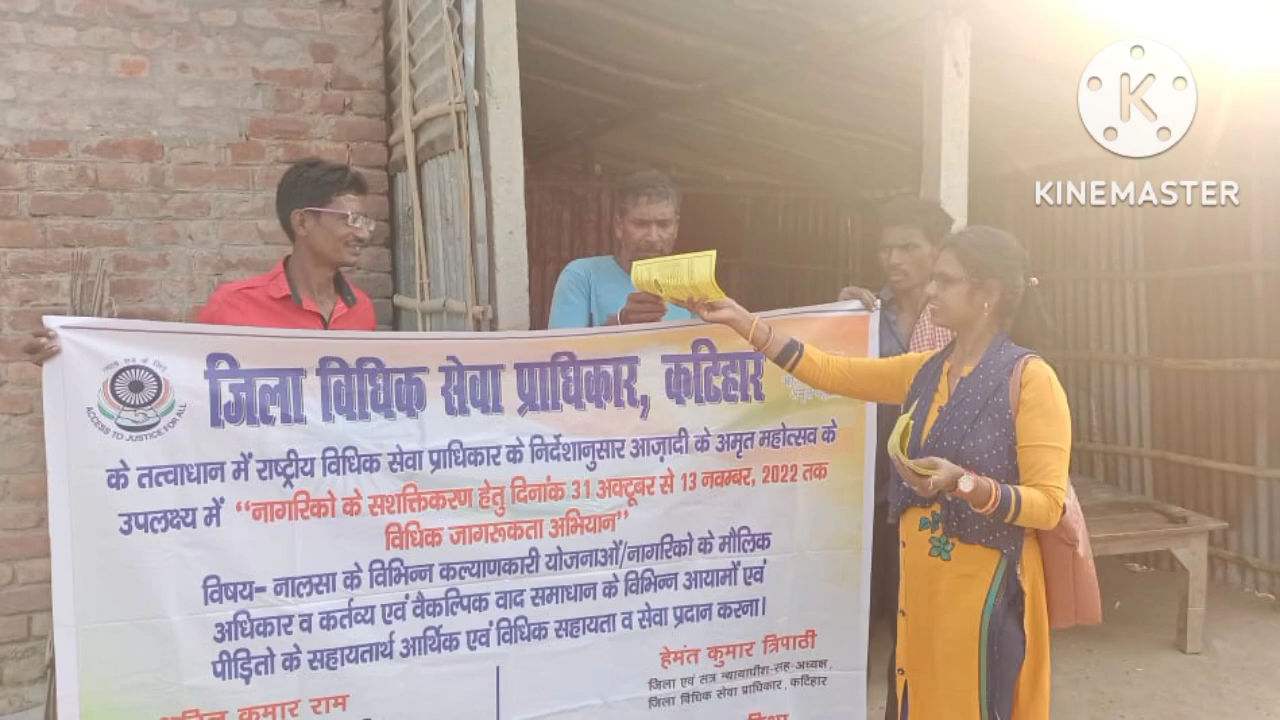 K
KINEMASTER
ACCESS TO JUSTICE FOR ALL
जिला विधिक सेवा प्राधिकार, कटिहार
के तत्वाधान में राष्ट्रीय विधिक सेवा प्राधिकार के निर्देशानुसार आज़ादी के अमृत महोत्सव के
उपलक्ष्य में “नागरिको के सशक्तिकरण हेतु दिनांक 31 अक्टूबर से 13 नवम्बर, 2022 तक
विधिक जागरूकता अभियान”
विषय- नालसा के विभिन्न कल्याणकारी योजनाओं/नागरिको के मौलिक
अधिकार व कर्तव्य एवं वैकल्पिक वाद समाधान के विभिन्न आयामों एवं
पीड़ितो के सहायतार्थ आर्थिक एवं विधिक सहायता व सेवा प्रदान करना।
हेमंत कुमार त्रिपाठी
जिला एवं सत्र न्यायाधीश-सह-अध्यक्ष,
जिला विधिक सेवा प्राधिकार, कटिहार
कुमार राम